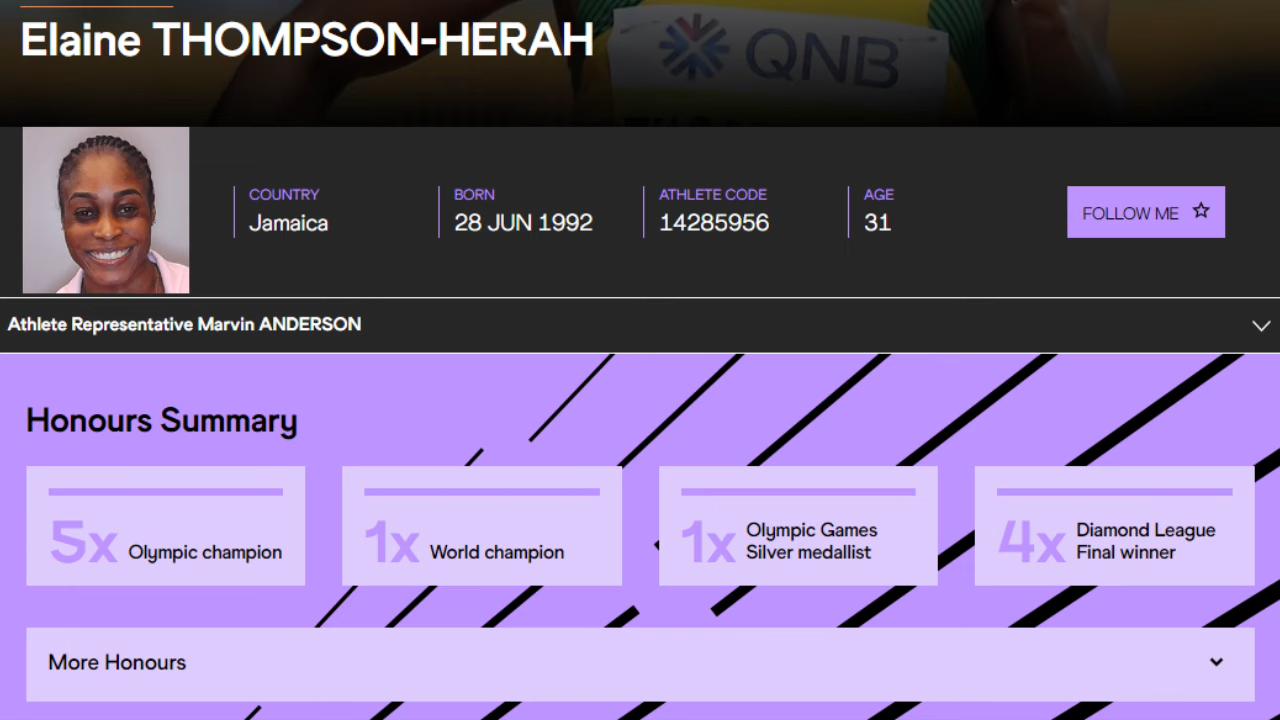 Elaine THOMPSON-HERAH
QNB
COUNTRY
Jamaica
BORN
28 JUN 1992
ATHLETE CODE
14285956
AGE
31
FOLLOW ME
Athlete Representative Marvin ANDERSON
Honours Summary
5x Olympic champion
1x World champion
1x Olympic Games
Silver medallist
4x Diamond League
Final winner
More Honours